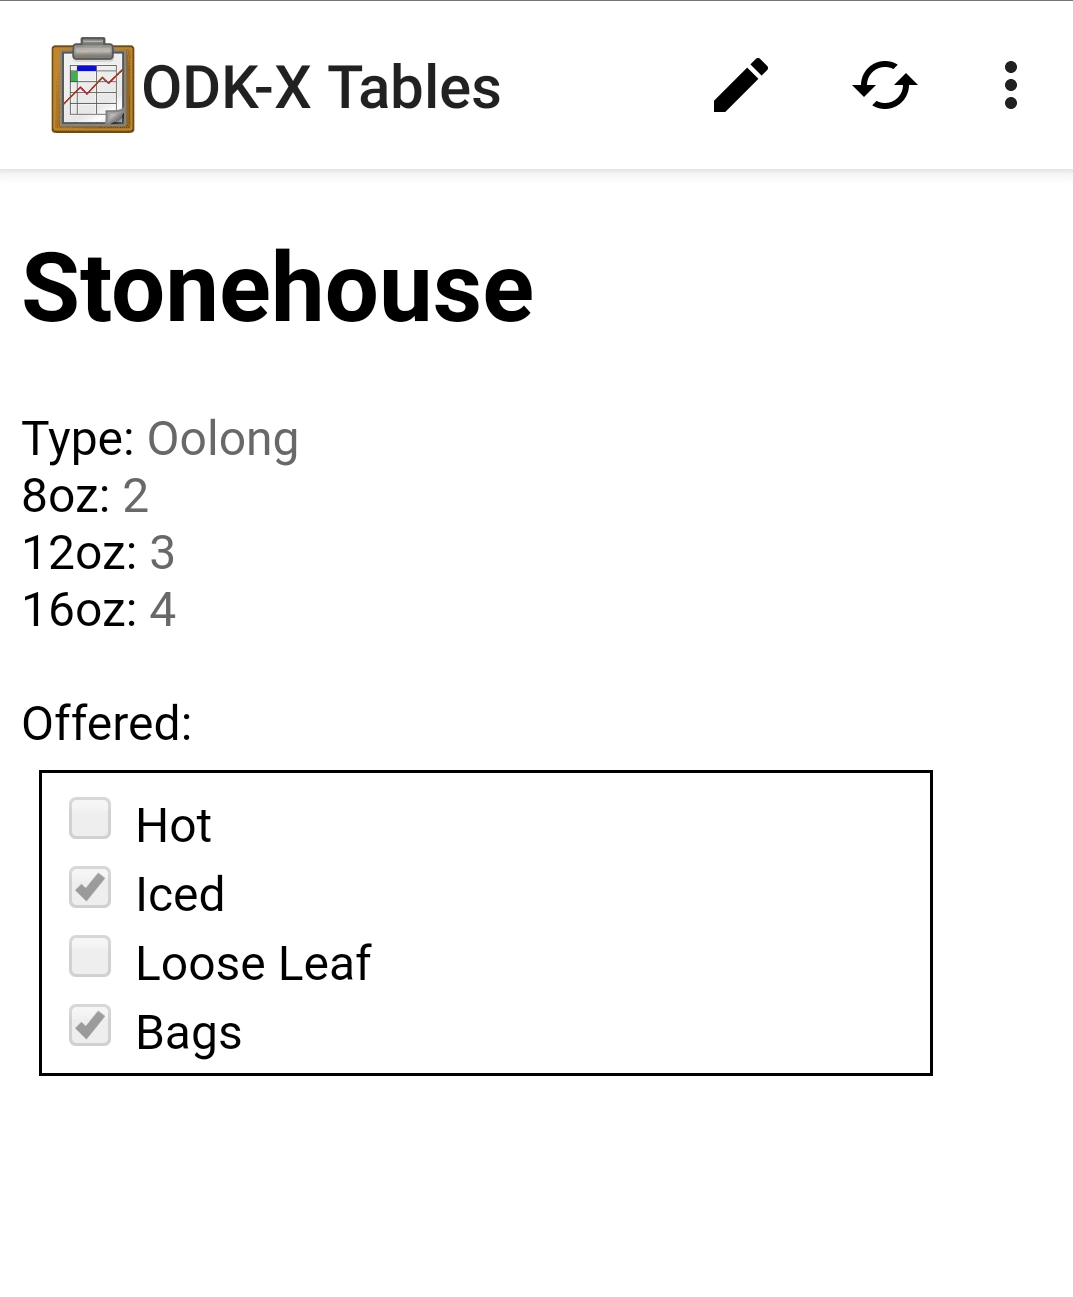 ODK-X Tables
Stonehouse
Type: Oolong
8oz: 2
12oz: 3
16oz: 4
Offered:
Hot
Iced
Loose Leaf
Bags